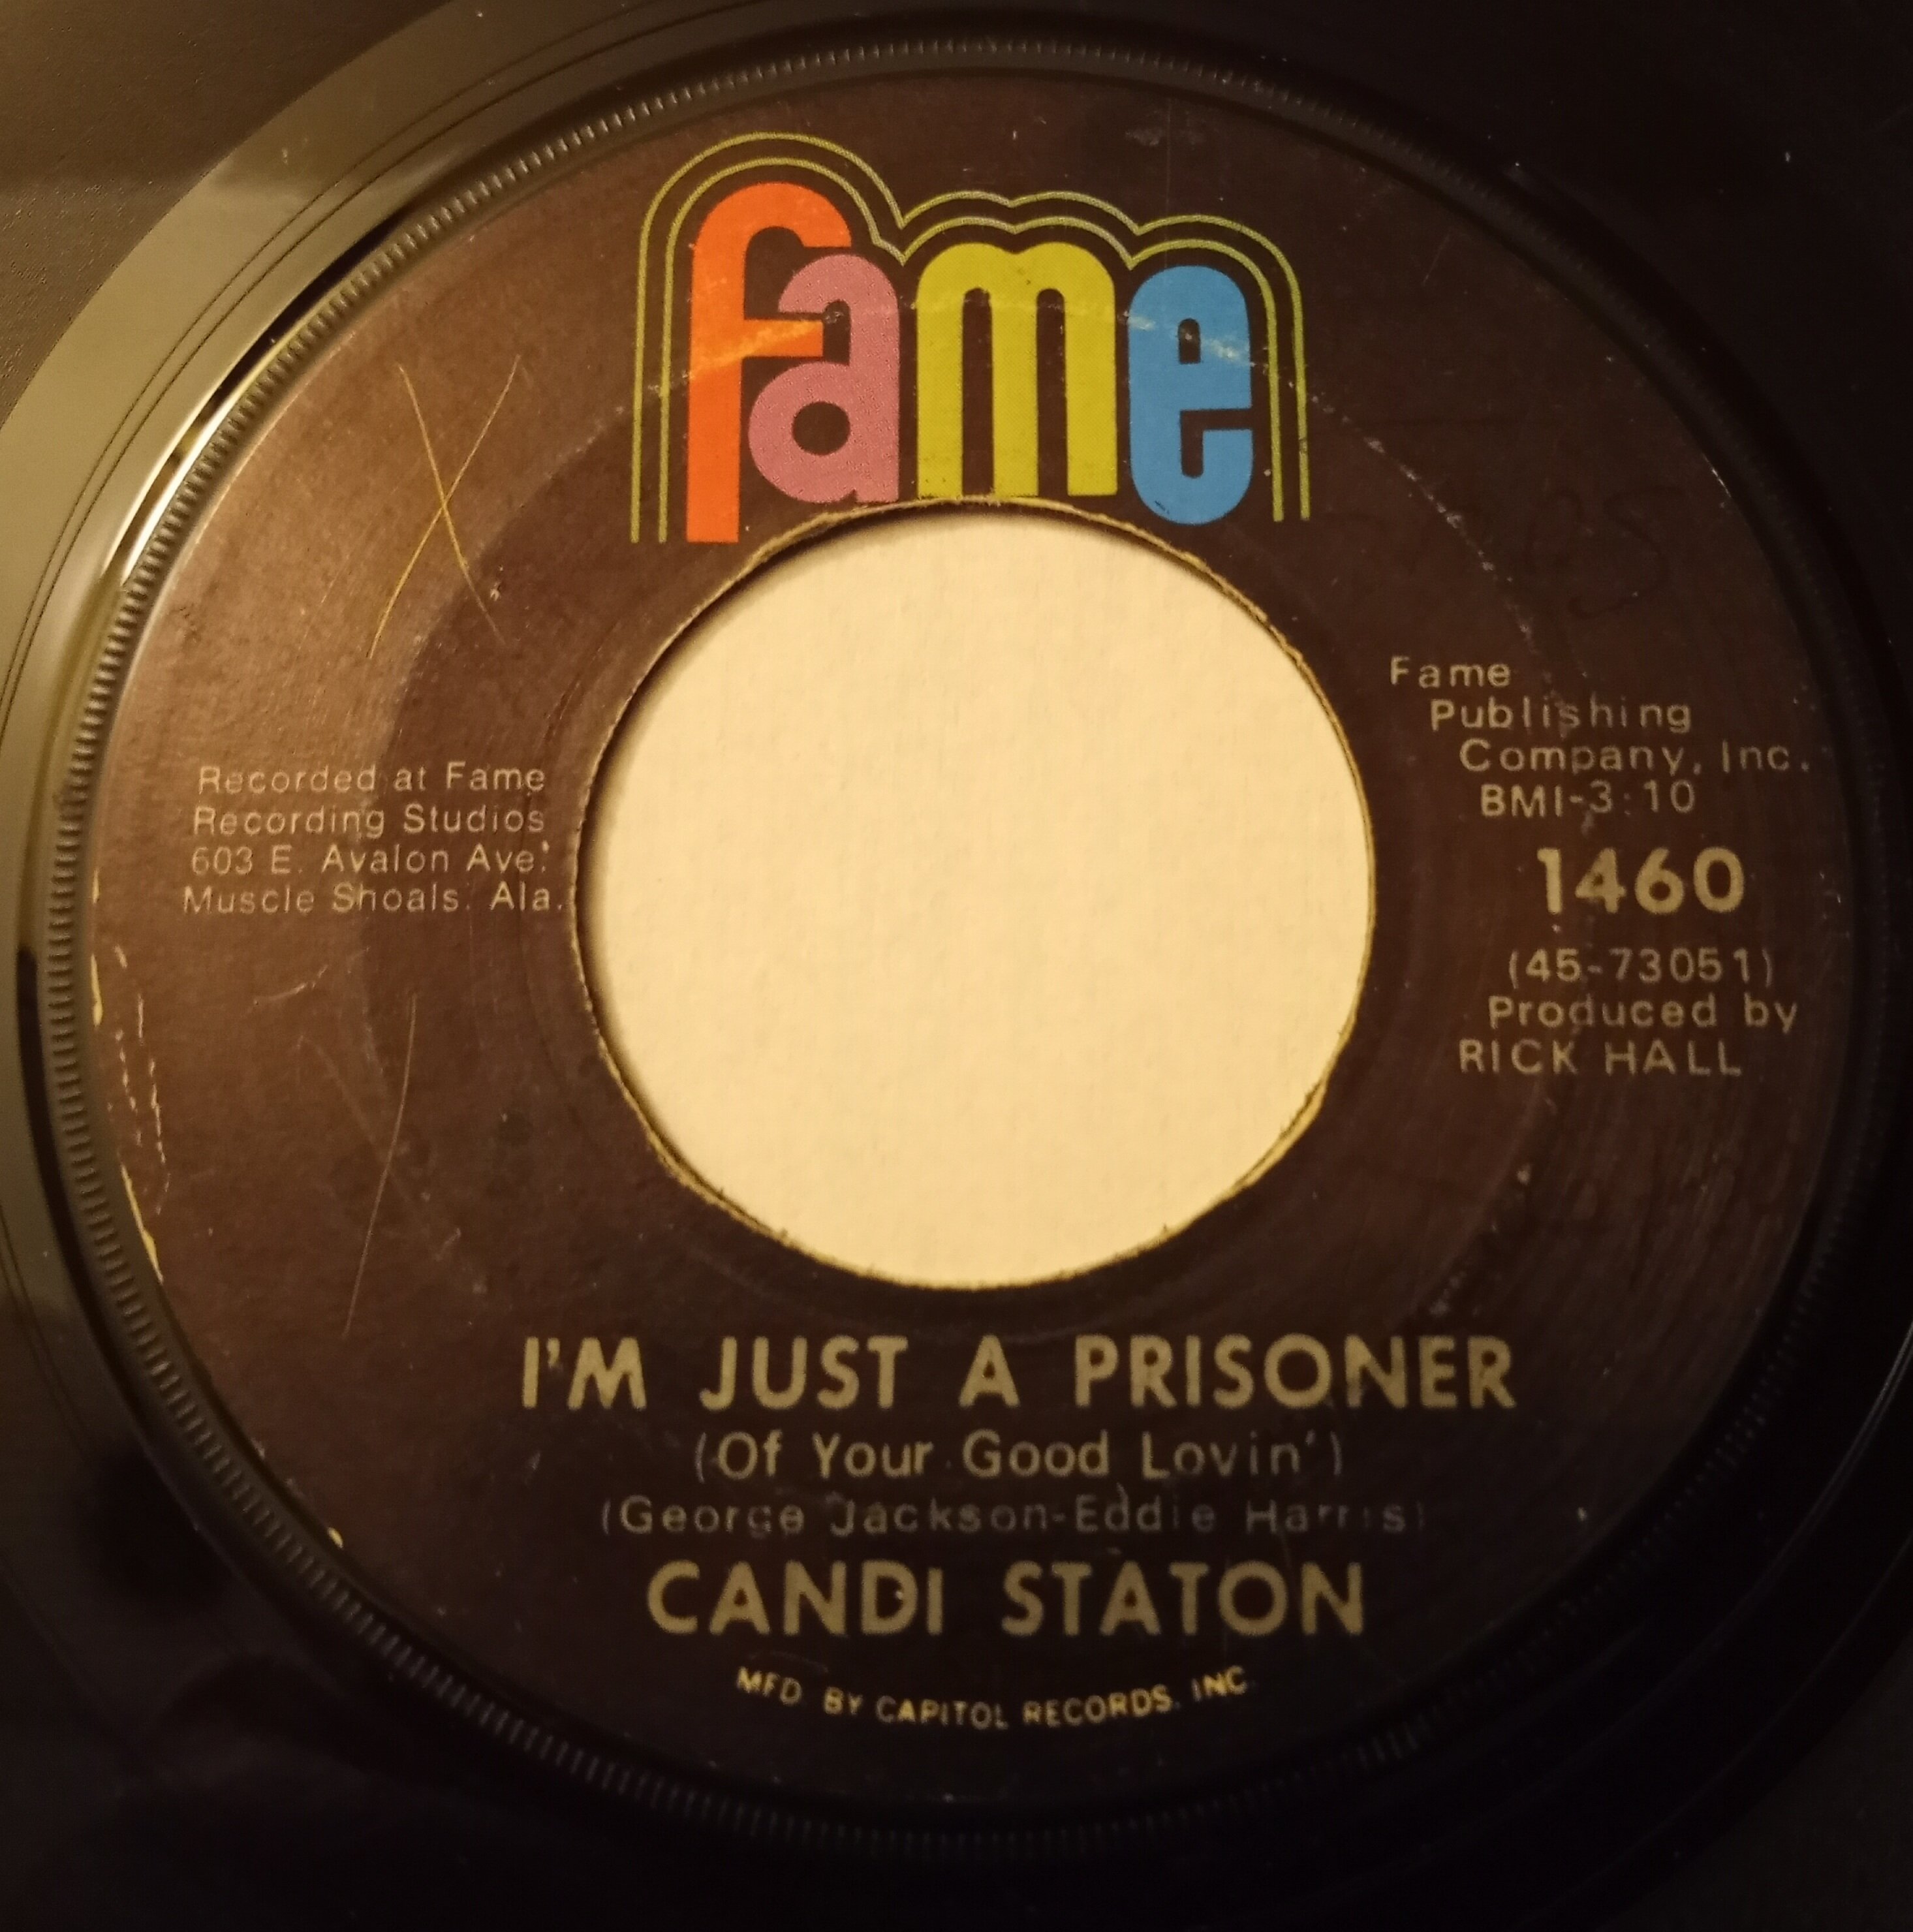 fame
Recorded at Fame
Recording Studios
603 E. Avalon Ave.
Muscle Shoals, Ala.
Fame
Publishing
Company, Inc.
BMI-3:10
1460
(45-73051)
Produced by
RICK HALL
I'M JUST A PRISONER
(Of Your Good Lovin')
(George Jackson-Eddie Harris)
CANDI STATON
MFD. BY CAPITOL RECORDS, INC.